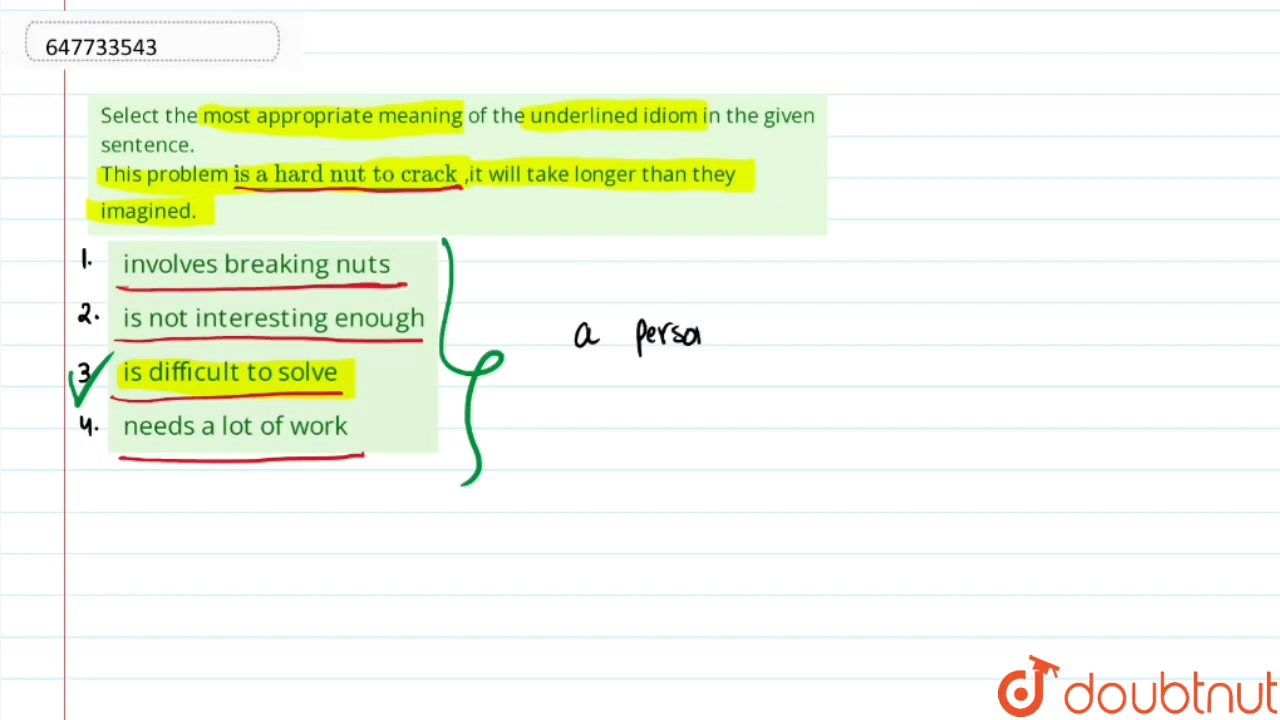 647733543
Select the most appropriate meaning of the underlined idiom in the given
sentence.
This problem is a hard nut to crack ,it will take longer than they
imagined.
1. involves breaking nuts
2. is not interesting enough
3 is difficult to solve
4. needs a lot of work
a perso
doubtnut